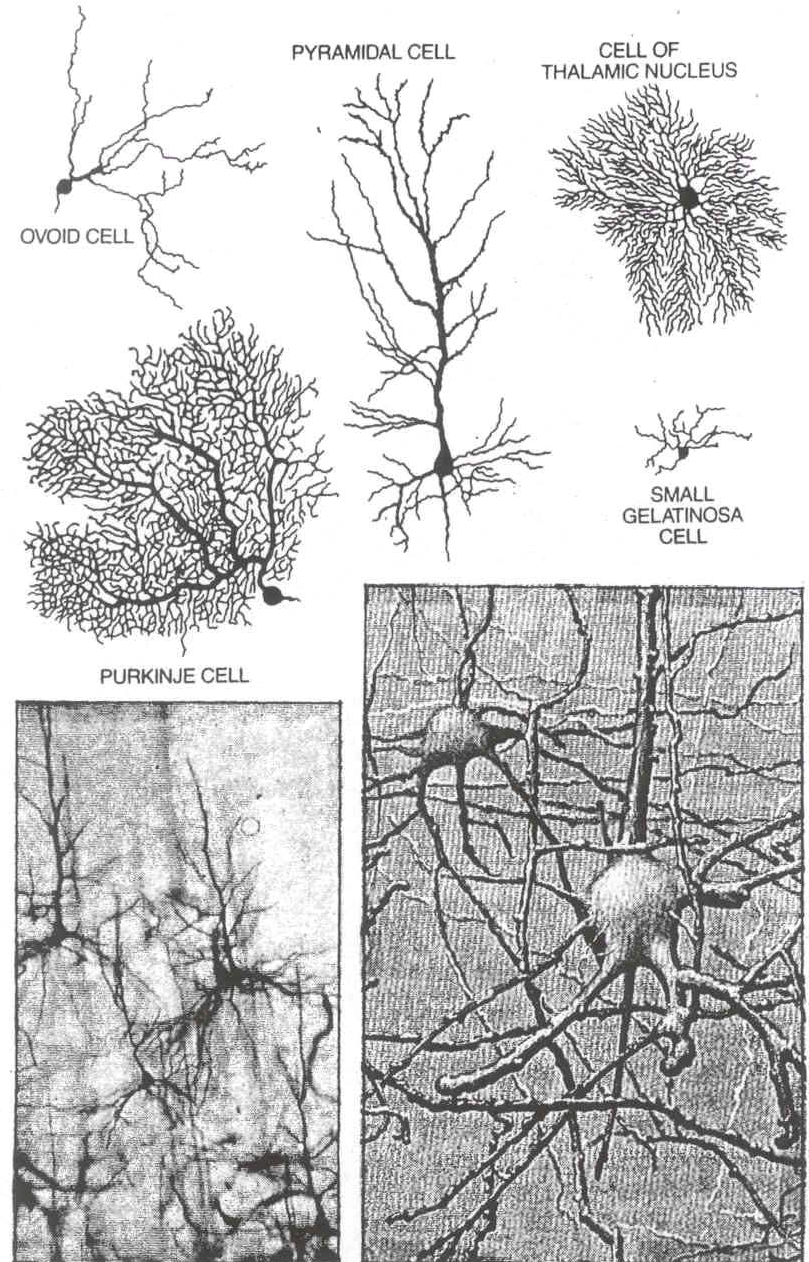 PYRAMIDAL CELL
CELL OF
THALAMIC NUCLEUS
OVOID CELL
SMALL
GELATINOSA
CELL
PURKINJE CELL